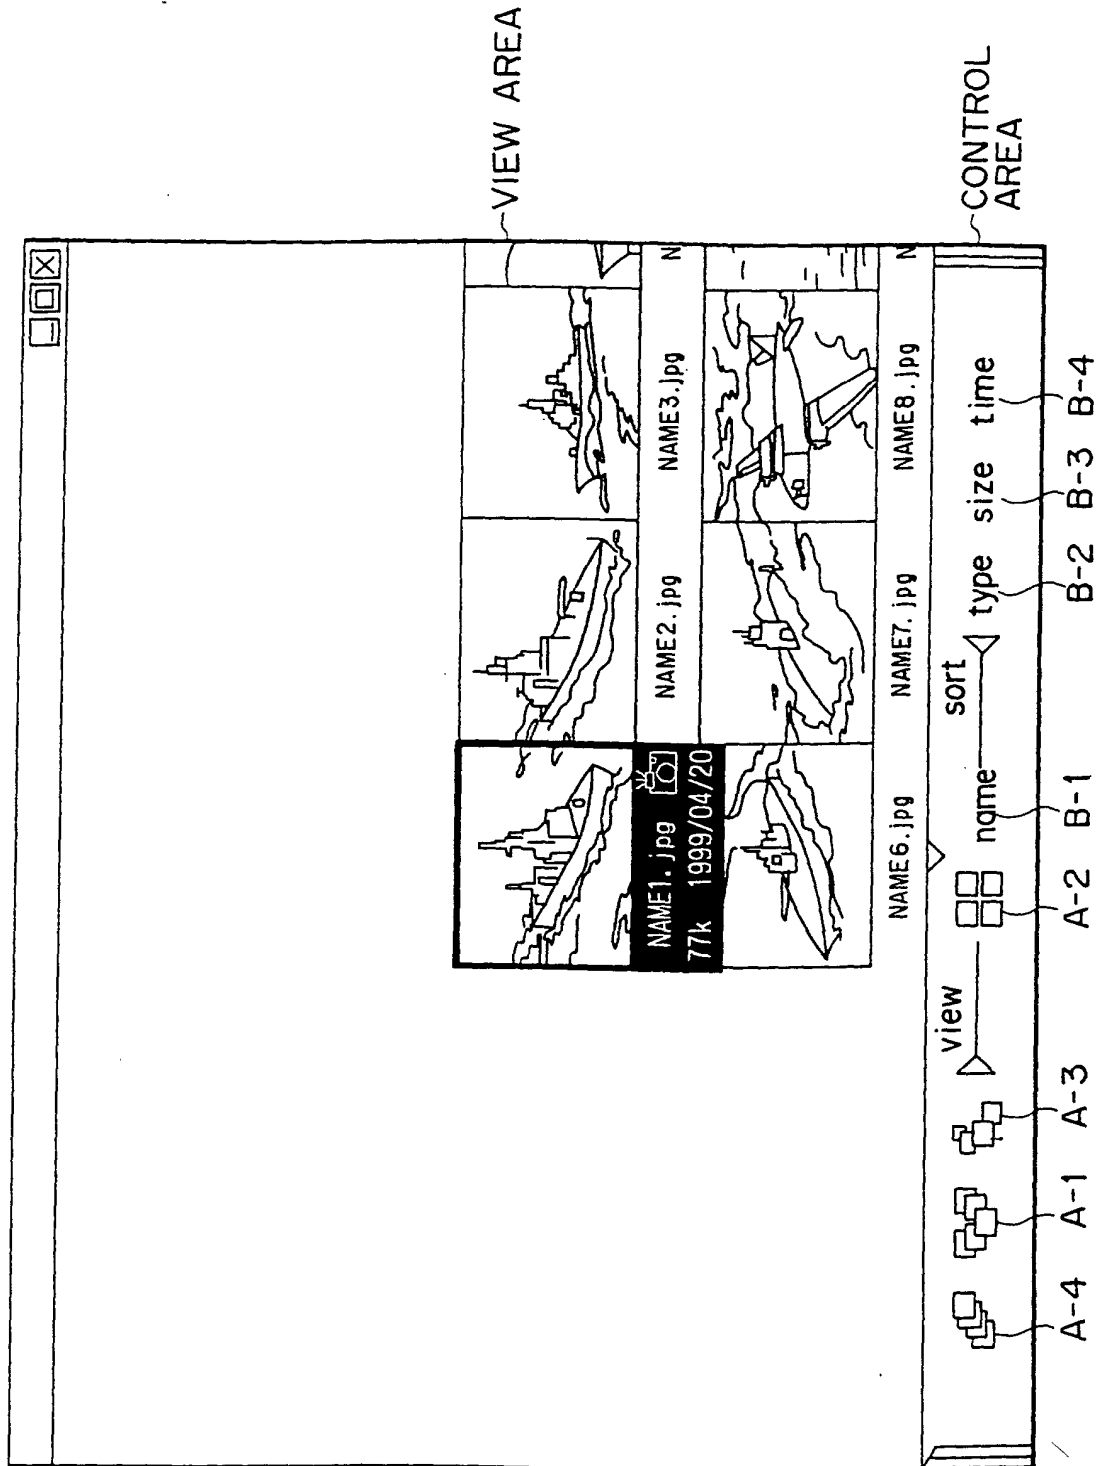 VIEW AREA
NAME1.jpg
77k 1999/04/20
NAME2.jpg
NAME3.jpg
N
NAME6.jpg
NAME7.jpg
NAME8.jpg
N
view
sort
name
type
size
time
CONTROL
AREA
A-4
A-1
A-3
A-2
B-1
B-2
B-3
B-4